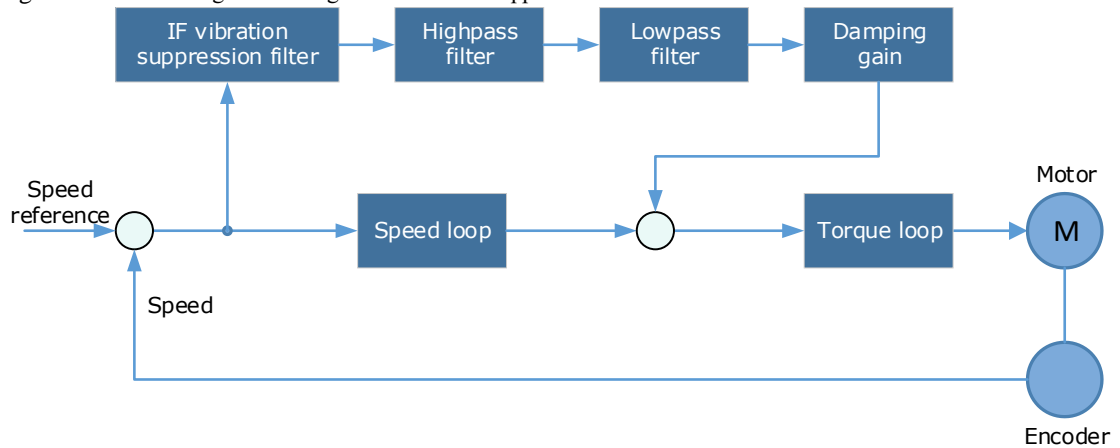 IF vibration
suppression filter
Highpass
filter
Lowpass
filter
Damping
gain
Speed
reference
Speed loop
Torque loop
Motor
M
Speed
Encoder